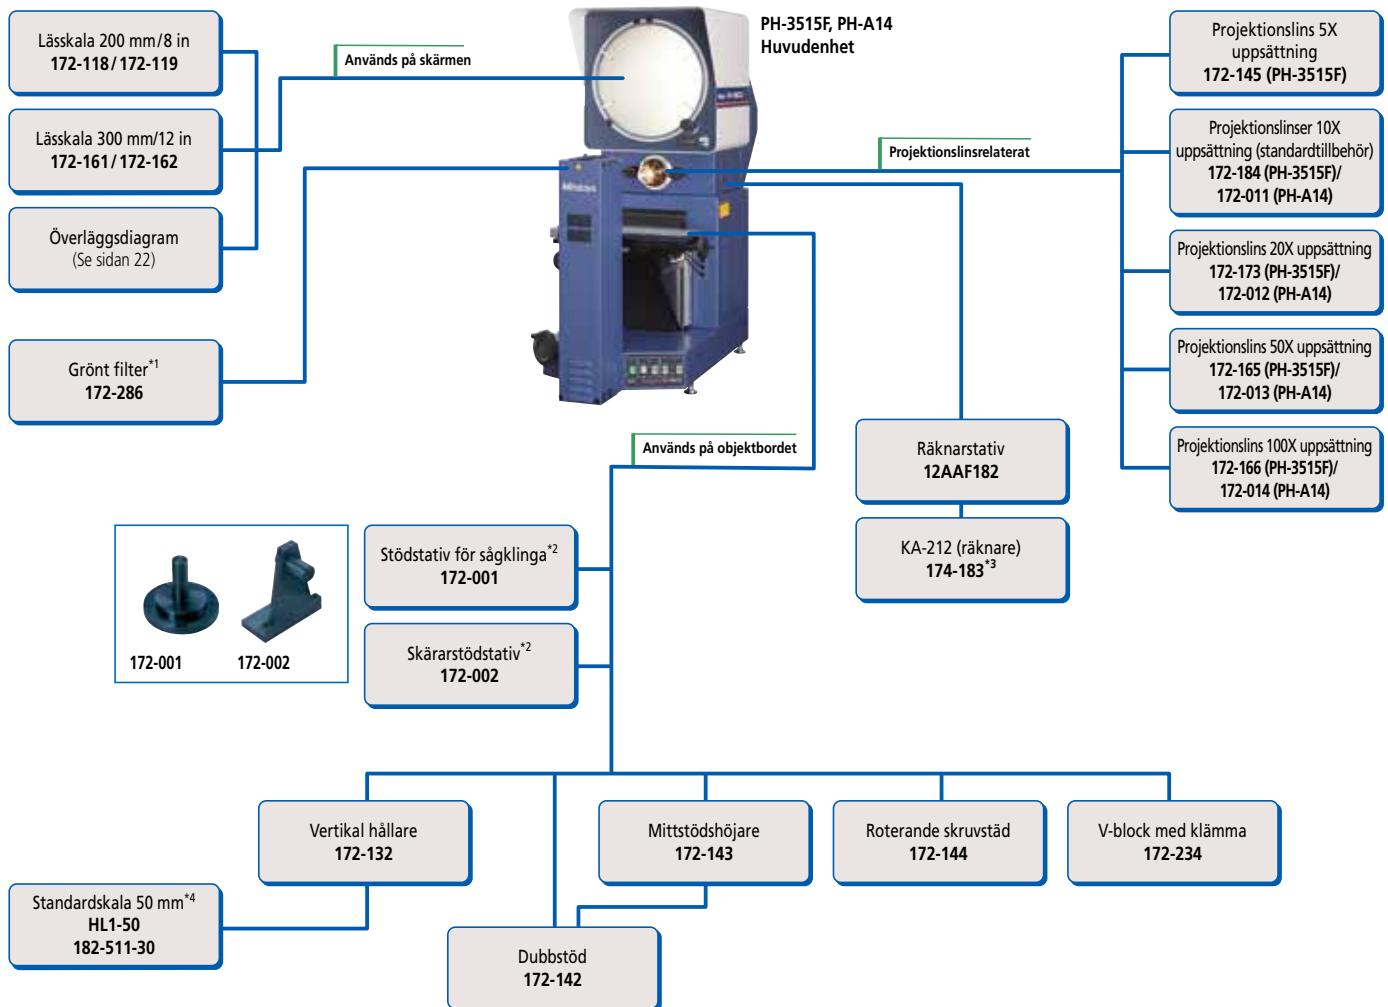 Lässkala 200 mm/8 in
172-118/172-119
Lässkala 300 mm/12 in
172-161/172-162
Överläggsdiagram
(Se sidan 22)
Grönt filter*1
172-286
Används på skärmen
PH-3515F, PH-A14
Huvudenhet
Mitutoyo
Projektionslinsrelaterat
Projektionslins 5X
uppsättning
172-145 (PH-3515F)
Projektionslinser 10X
uppsättning (standardtillbehör)
172-184 (PH-3515F)/
172-011 (PH-A14)
Projektionslins 20X uppsättning
172-173 (PH-3515F)/
172-012 (PH-A14)
Projektionslins 50X uppsättning
172-165 (PH-3515F)/
172-013 (PH-A14)
Projektionslins 100X uppsättning
172-166 (PH-3515F)/
172-014 (PH-A14)
Används på objektbordet
Räknarstativ
12AAF182
KA-212 (räknare)
174-183*3
172-001
172-002
Stödstativ för sågklinga*2
172-001
Skärarstödstativ*2
172-002
Vertikal hållare
172-132
Mittstödshöjare
172-143
Roterande skruvstäd
172-144
V-block med klämma
172-234
Standardskala 50 mm*4
HL1-50
182-511-30
Dubbstöd
172-142